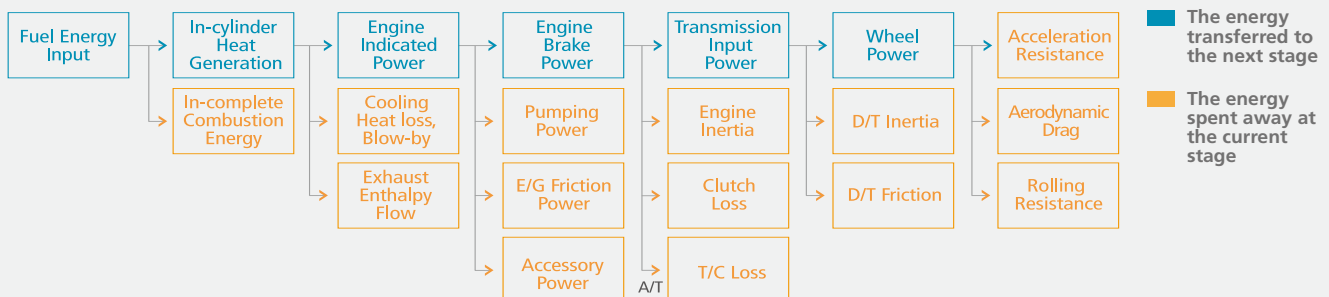 Fuel Energy
Input
In-cylinder
Heat
Generation
Engine
Indicated
Power
Engine
Brake
Power
Transmission
Input
Power
Wheel
Power
Acceleration
Resistance
In-complete
Combustion
Energy
Cooling
Heat loss,
Blow-by
Pumping
Power
Engine
Inertia
D/T Inertia
Aerodynamic
Drag
Exhaust
Enthalpy
Flow
E/G Friction
Power
Clutch
Loss
D/T Friction
Rolling
Resistance
Accessory
Power
A/T
T/C Loss
The energy
transferred to
the next stage
The energy
spent away at
the current
stage